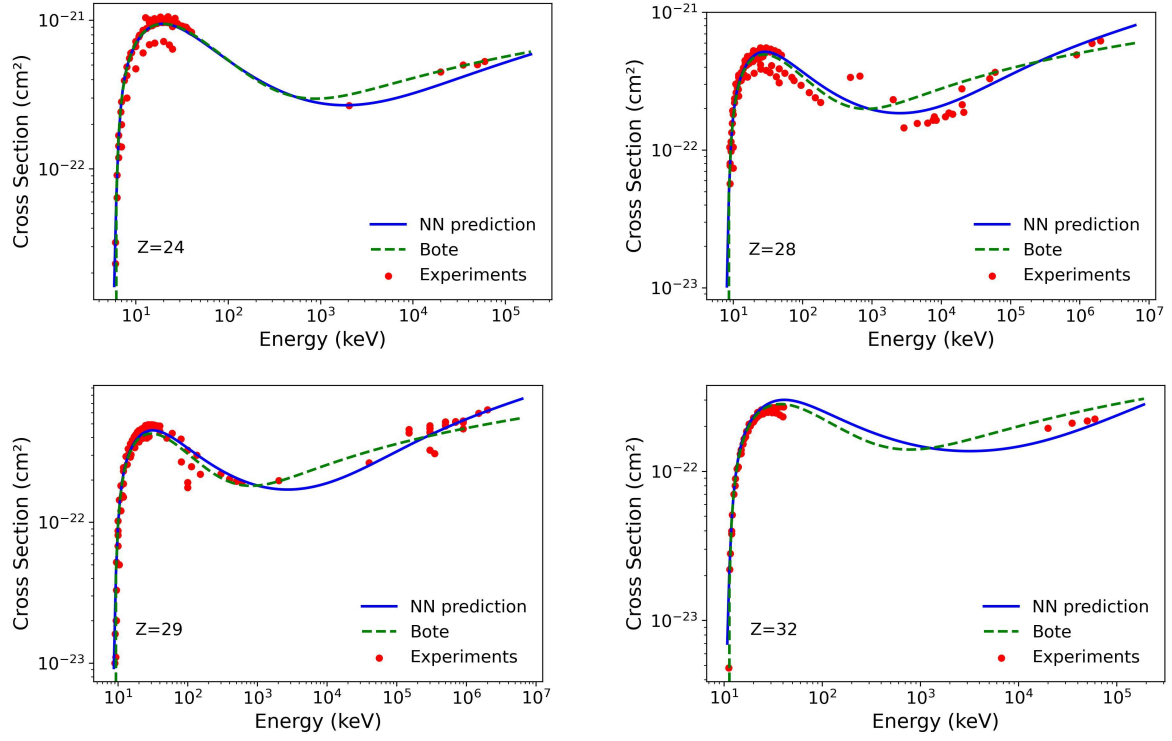 10⁻²¹
10⁻²²
Cross Section (cm²)
NN prediction
Bote
Experiments
Z=24
10¹
10²
10³
10⁴
10⁵
Energy (keV)
10⁻²¹
10⁻²²
10⁻²³
Cross Section (cm²)
NN prediction
Bote
Experiments
Z=28
10¹
10²
10³
10⁴
10⁵
10⁶
10⁷
Energy (keV)
10⁻²²
10⁻²³
Cross Section (cm²)
NN prediction
Bote
Experiments
Z=29
10¹
10²
10³
10⁴
10⁵
10⁶
10⁷
Energy (keV)
10⁻²²
10⁻²³
Cross Section (cm²)
NN prediction
Bote
Experiments
Z=32
10¹
10²
10³
10⁴
10⁵
Energy (keV)